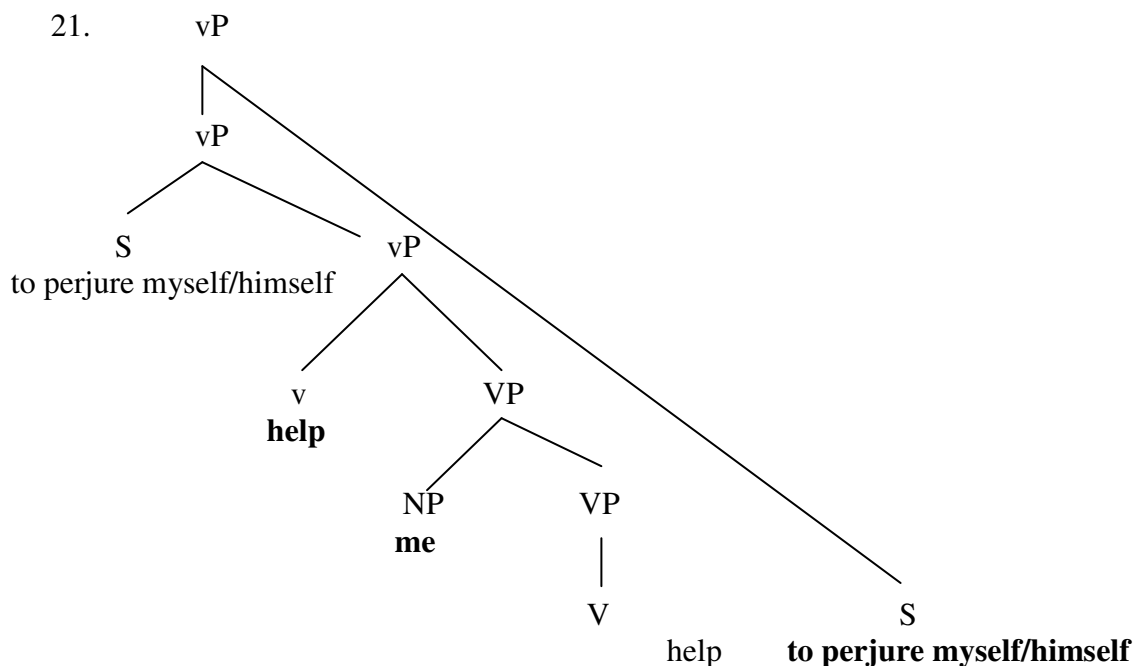 21. vP
vP
S vP
to perjure myself/himself
v VP
help
NP VP
me
V S
help to perjure myself/himself